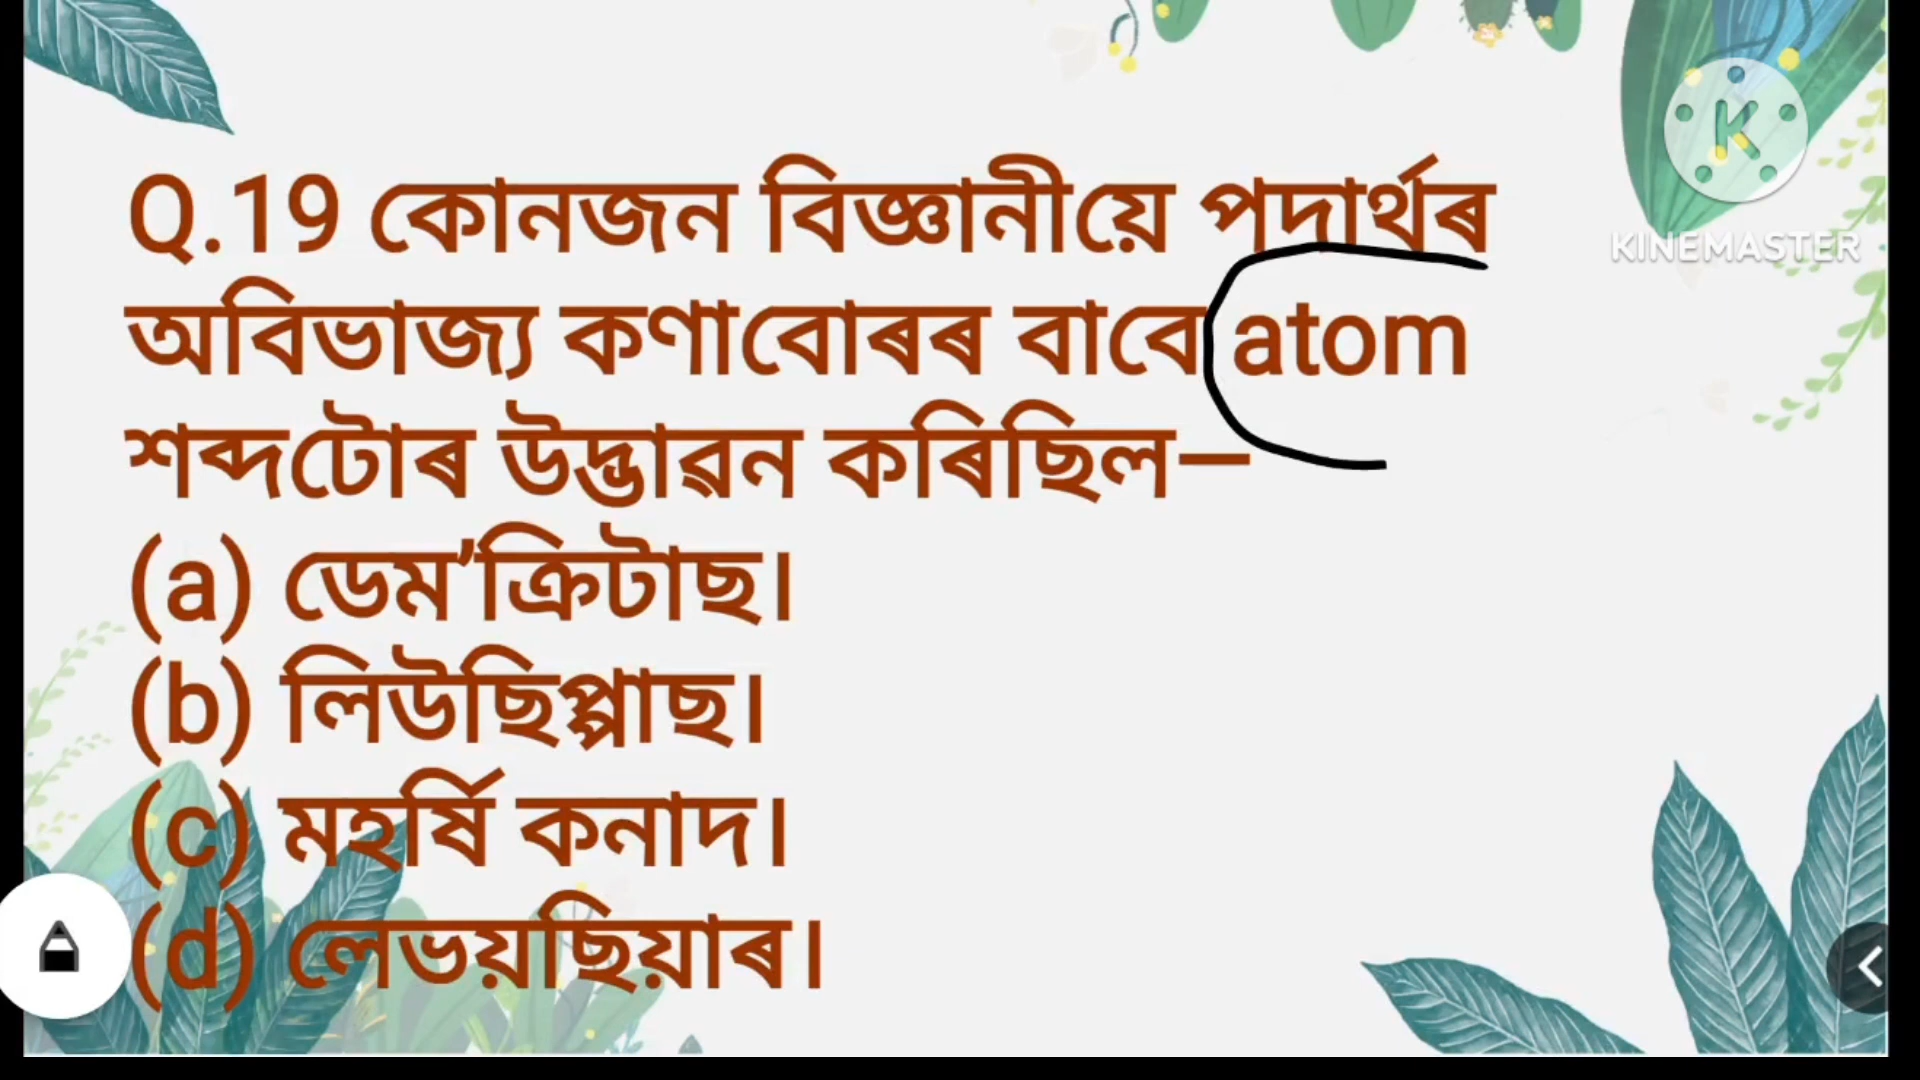 Q.19 কোনজন বিজ্ঞানীয়ে পদাৰ্থৰ
অবিভাজ্য কণাবোৰৰ বাবে atom
শব্দটোৰ উদ্ভাৱন কৰিছিল—
(a) ডেম’ক্ৰিটাছ।
(b) লিউছিপ্পাছ।
(c) মহৰ্ষি কনাদ।
(d) লেভয়ছিয়াৰ।
K
KINEMASTER